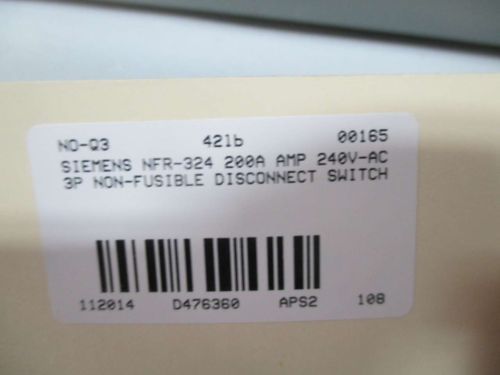 NO-Q3 42lb 00165
SIEMENS NFR-324 200A AMP 240V-AC
3P NON-FUSIBLE DISCONNECT SWITCH
112014 D476360 APS2 108